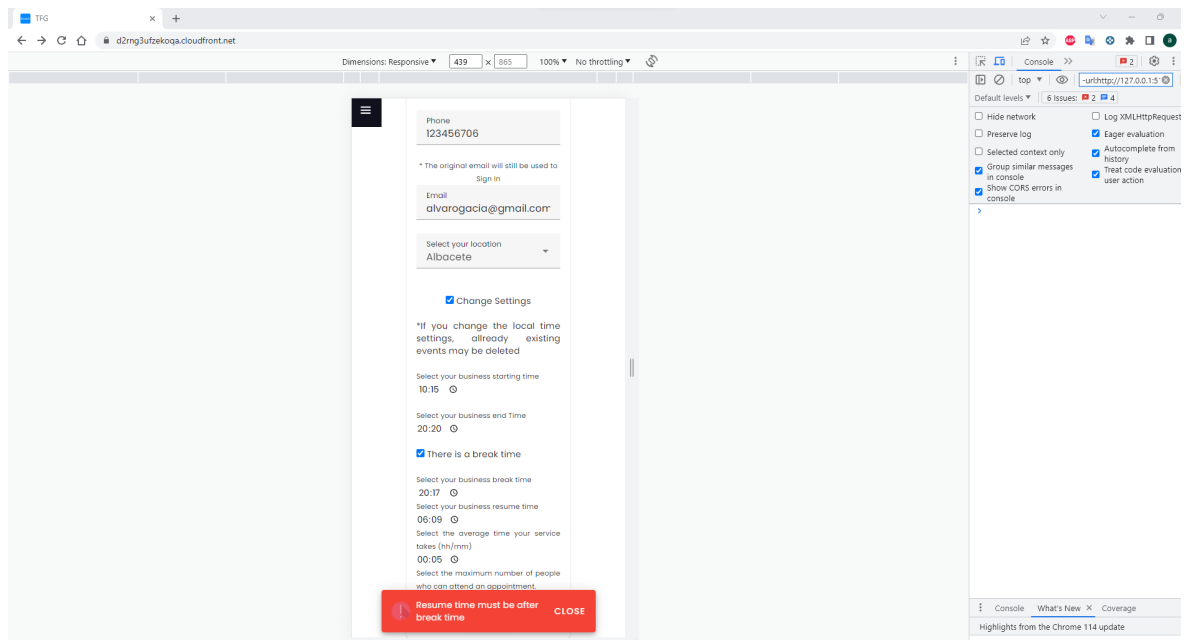 TFG
d2rng3ufzekoqa.cloudfront.net
ABP
a
Dimensions: Responsive
439 x 865
100%
No throttling
Console
2
top
-url:http://127.0.0.1:5
Default levels
6 Issues: 2 4
Hide network
Log XMLHttpRequest
Preserve log
Eager evaluation
Selected context only
Autocomplete from
history
Group similar messages
in console
Treat code evaluation
user action
Show CORS errors in
console
Phone
123456706
* The original email will still be used to
Sign In
Email
alvarogacia@gmail.com
Select your location
Albacete
Change Settings
*If you change the local time
settings, allready existing
events may be deleted
Select your business starting time
10:15
Select your business end Time
20:20
There is a break time
Select your business break time
20:17
Select your business resume time
06:09
Select the average time your service
takes (hh/mm)
00:05
Select the maximum number of people
who can attend an appointment.
Resume time must be after
break time
CLOSE
Console
What's New
Coverage
Highlights from the Chrome 114 update